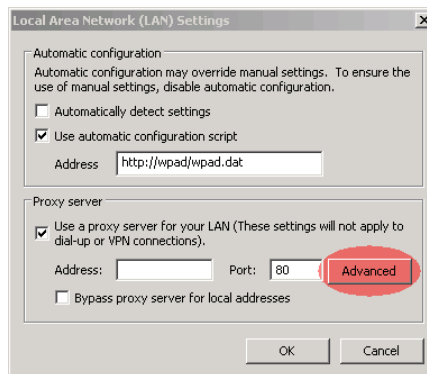 Local Area Network (LAN) Settings
Automatic configuration
Automatic configuration may override manual settings. To ensure the
use of manual settings, disable automatic configuration.
Automatically detect settings
Use automatic configuration script
Address http://wpad/wpad.dat
Proxy server
Use a proxy server for your LAN (These settings will not apply to
dial-up or VPN connections).
Address: Port: 80 Advanced
Bypass proxy server for local addresses
OK Cancel